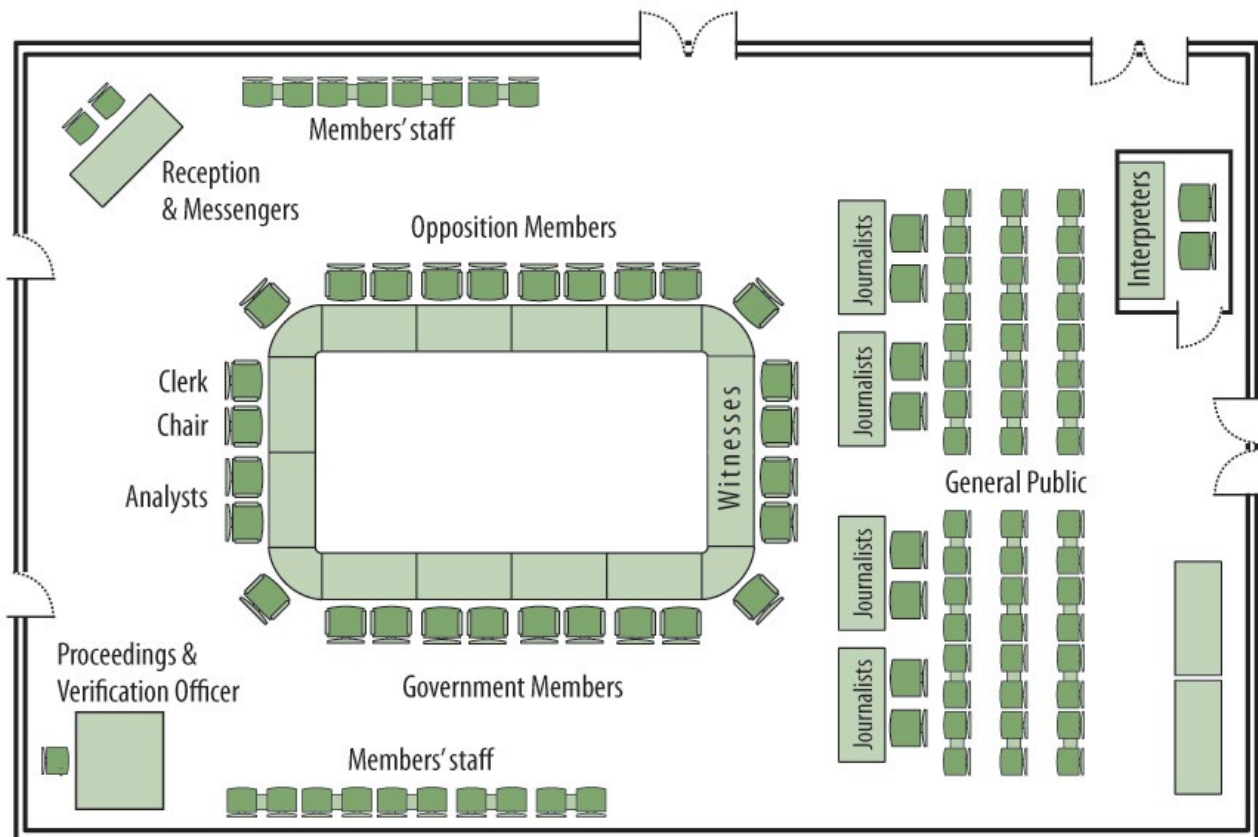 Members' staff
Reception
& Messengers
Opposition Members
Interpreters
Journalists
Journalists
Clerk
Chair
Analysts
Witnesses
General Public
Journalists
Journalists
Proceedings &
Verification Officer
Government Members
Members' staff